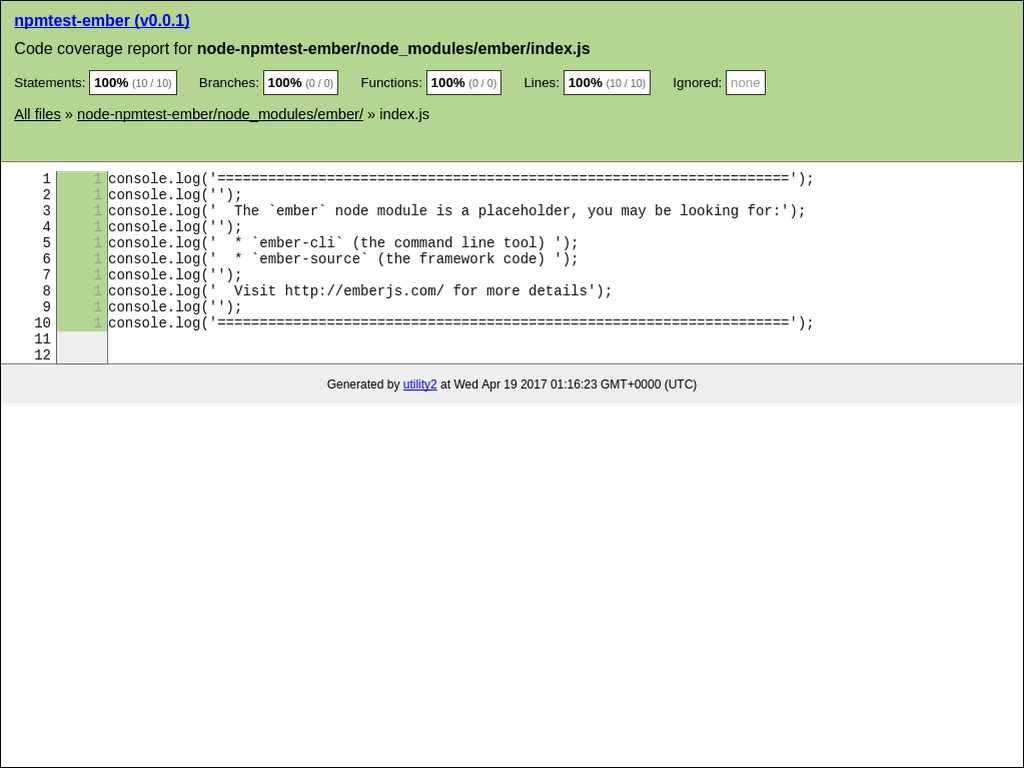 npmtest-ember (v0.0.1)
Code coverage report for node-npmtest-ember/node_modules/ember/index.js
Statements: 100% (10 / 10) Branches: 100% (0 / 0) Functions: 100% (0 / 0) Lines: 100% (10 / 10) Ignored: none
All files » node-npmtest-ember/node_modules/ember/ » index.js
1 1 console.log('====================================================================');
2 1 console.log('');
3 1 console.log('  The `ember` node module is a placeholder, you may be looking for:');
4 1 console.log('');
5 1 console.log('  * `ember-cli` (the command line tool) ');
6 1 console.log('  * `ember-source` (the framework code) ');
7 1 console.log('');
8 1 console.log('  Visit http://emberjs.com/ for more details');
9 1 console.log('');
10 1 console.log('====================================================================');
11
12
Generated by utility2 at Wed Apr 19 2017 01:16:23 GMT+0000 (UTC)